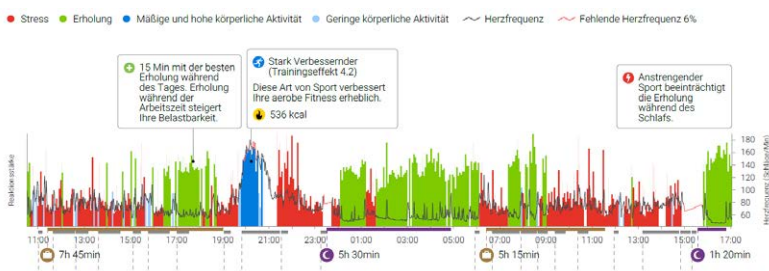 Stress Erholung Mäßige und hohe körperliche Aktivität Geringe körperliche Aktivität Herzfrequenz Fehlende Herzfrequenz 6%
15 Min mit der besten
Erholung während
des Tages. Erholung
während der
Arbeitszeit steigert
Ihre Belastbarkeit.
Stark Verbessernder
(Trainingseffekt 4.2)
Diese Art von Sport verbessert
Ihre aerobe Fitness erheblich.
536 kcal
Anstrengender
Sport beeinträchtigt
die Erholung
während des
Schlafs.
Reaktionsstärke
180
160
140
120
100
80
60
Herzfrequenz (Schläge/Min)
11:00 13:00 15:00 17:00 19:00 21:00 23:00 01:00 03:00 05:00 07:00 09:00 11:00 13:00 15:00 17:00
7h 45min 5h 30min 5h 15min 1h 20min